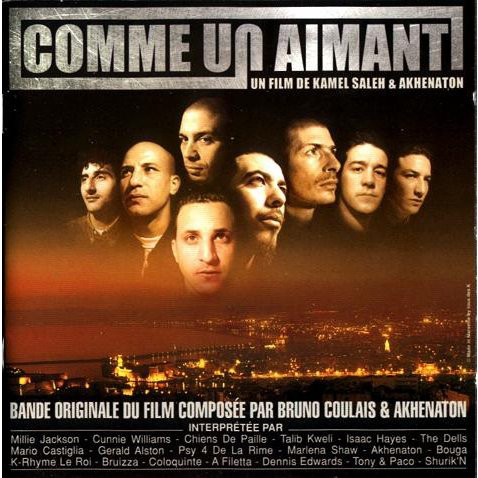 COMME UN AIMANT
UN FILM DE KAMEL SALEH & AKHENATON
BANDE ORIGINALE DU FILM COMPOSÉE PAR BRUNO COULAIS & AKHENATON
INTERPRÉTÉE PAR
Millie Jackson - Cunnie Williams - Chiens De Paille - Talib Kweli - Isaac Hayes - The Dells
Mario Castiglia - Gerald Alston - Psy 4 De La Rime - Marlena Shaw - Akhenaton - Bouga
K-Rhyme Le Roi - Bruizza - Coloquinte - A Filetta - Dennis Edwards - Tony & Paco - Shurik'N